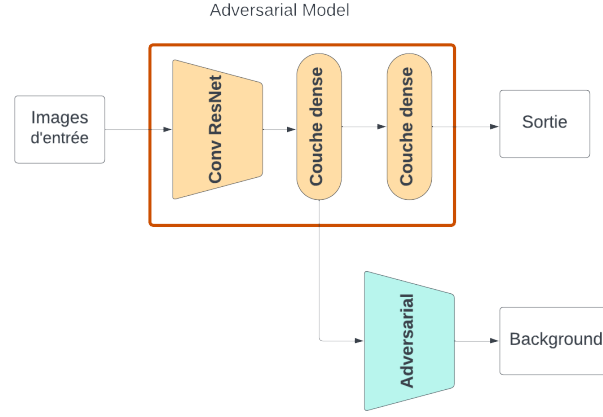 Adversarial Model
Images
d'entrée
Conv ResNet
Couche dense
Couche dense
Sortie
Adversarial
Background